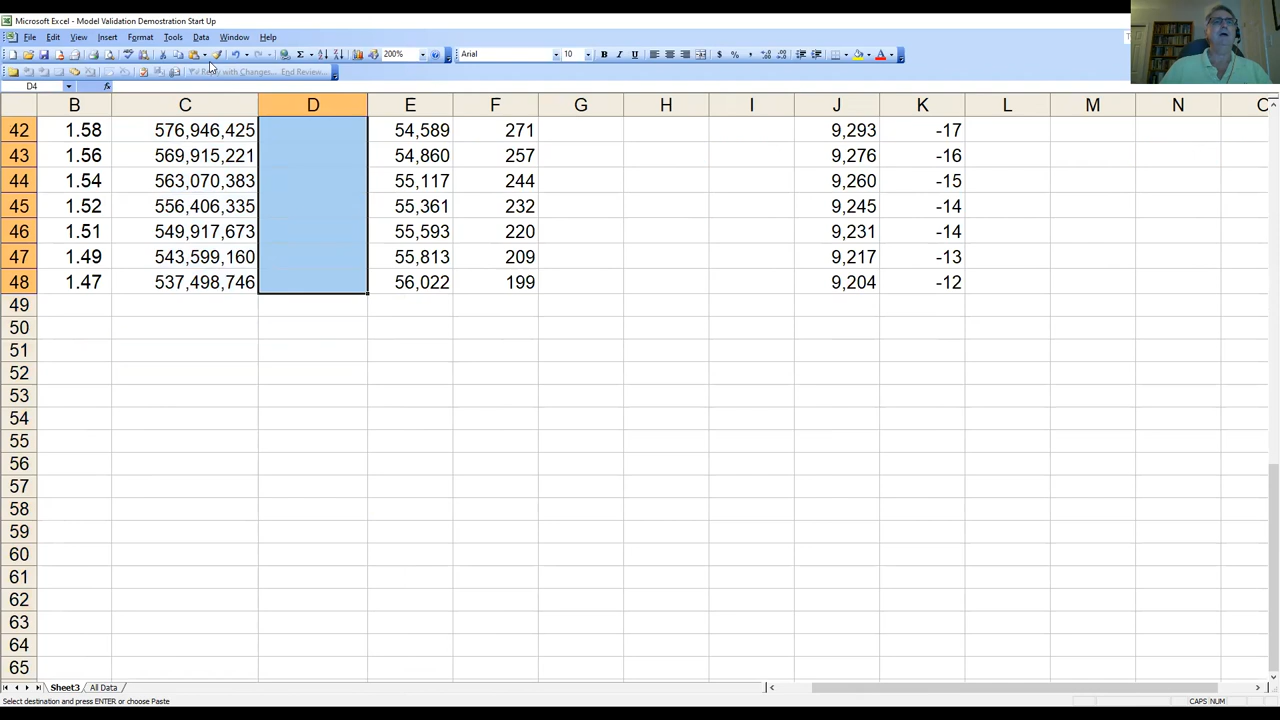 Microsoft Excel - Model Validation Demostration Start Up
File Edit View Insert Format Tools Data Window Help
200% Arial 10 B I U $ % ,
with Changes... End Review...
D4 fx
B C D E F G H I J K L M N
42 1.58 576,946,425 54,589 271 9,293 -17
43 1.56 569,915,221 54,860 257 9,276 -16
44 1.54 563,070,383 55,117 244 9,260 -15
45 1.52 556,406,335 55,361 232 9,245 -14
46 1.51 549,917,673 55,593 220 9,231 -14
47 1.49 543,599,160 55,813 209 9,217 -13
48 1.47 537,498,746 56,022 199 9,204 -12
49
50
51
52
53
54
55
56
57
58
59
60
61
62
63
64
65
Sheet3 All Data
Select destination and press ENTER or choose Paste CAPS NUM